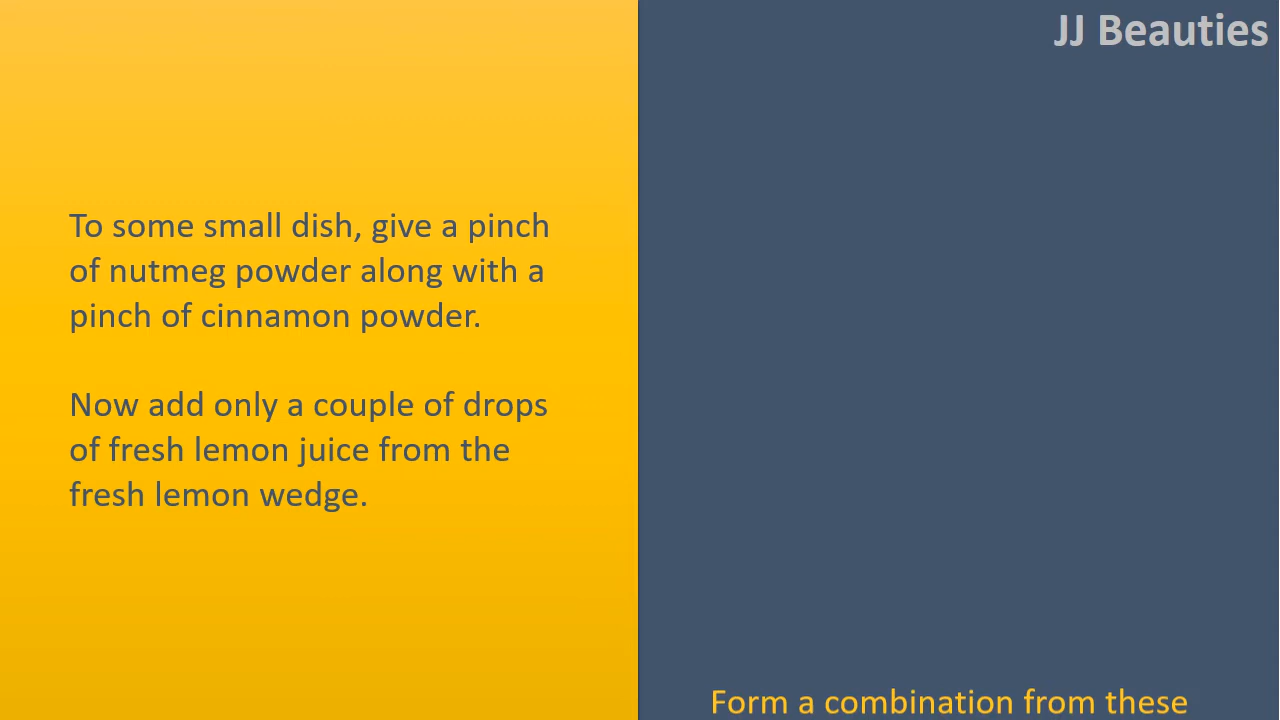 JJ Beauties
To some small dish, give a pinch
of nutmeg powder along with a
pinch of cinnamon powder.
Now add only a couple of drops
of fresh lemon juice from the
fresh lemon wedge.
Form a combination from these